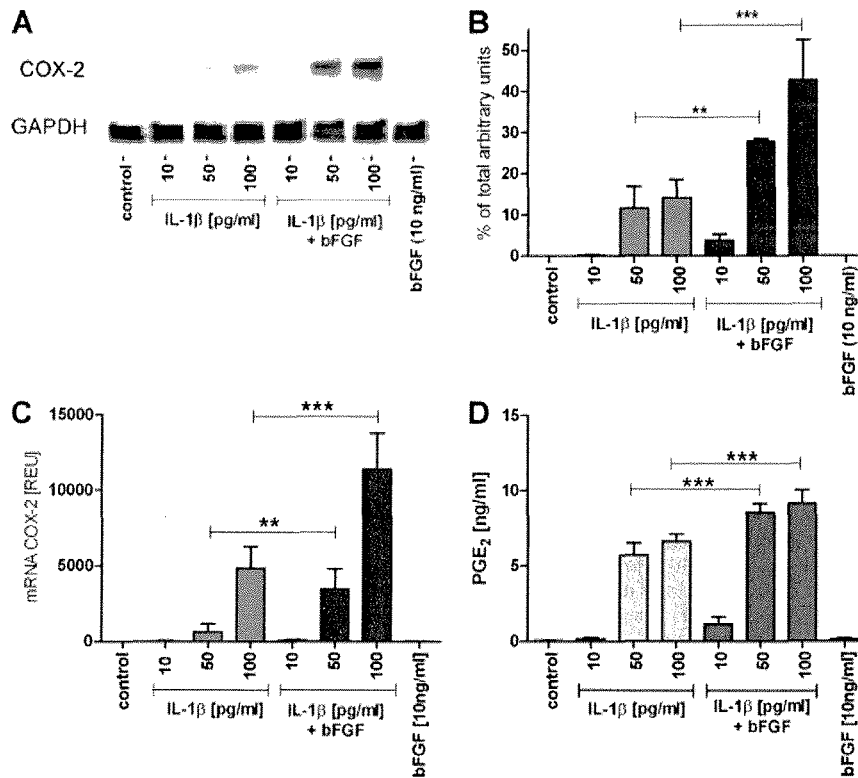 A
COX-2
GAPDH
control
10
50
100
10
50
100
bFGF (10 ng/ml)
IL-1β [pg/ml]
IL-1β [pg/ml]
+ bFGF
B
***
**
% of total arbitrary units
50
40
30
20
10
0
control
10
50
100
10
50
100
bFGF (10 ng/ml)
IL-1β [pg/ml]
IL-1β [pg/ml]
+ bFGF
C
***
**
mRNA COX-2 [REU]
15000
10000
5000
0
control
10
50
100
10
50
100
bFGF [10ng/ml]
IL-1β [pg/ml]
IL-1β [pg/ml]
+ bFGF
D
***
***
PGE2 [ng/ml]
15
10
5
0
control
10
50
100
10
50
100
bFGF [10ng/ml]
IL-1β [pg/ml]
IL-1β [pg/ml]
+ bFGF